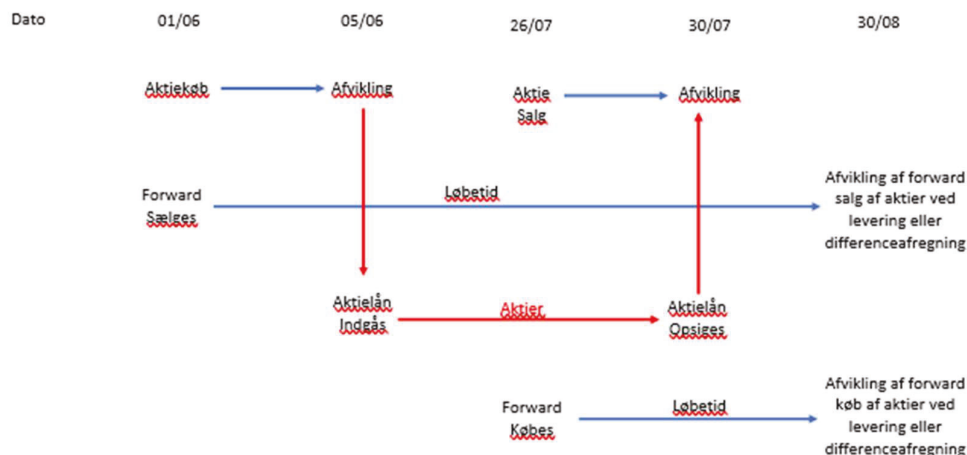 Dato 01/06 05/06 26/07 30/07 30/08
Aktiekøb Afvikling Aktie Afvikling
Salg
Forward Løbetid Afvikling af forward
Sælges salg af aktier ved
levering eller
differenceafregning
Aktielån Aktier Aktielån
Indgås Opsiges
Forward Løbetid Afvikling af forward
Købes køb af aktier ved
levering eller
differenceafregning